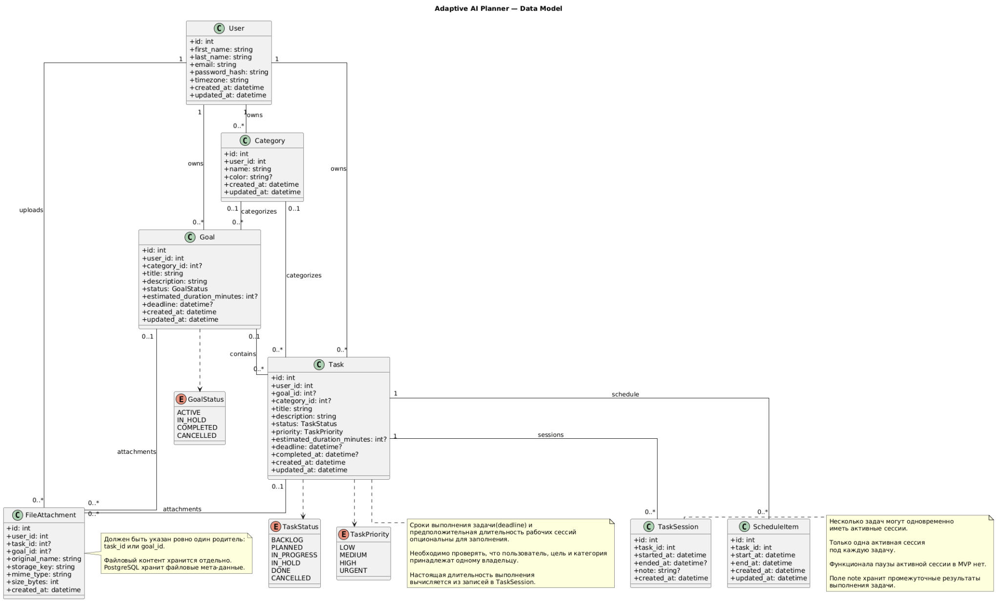 Adaptive AI Planner — Data Model
C User
+id: int
+first_name: string
+last_name: string
+email: string
+password_hash: string
+timezone: string
+created_at: datetime
+updated_at: datetime
1
1
1
1
owns
0..*
C Category
+id: int
+user_id: int
+name: string
+color: string?
+created_at: datetime
+updated_at: datetime
owns
owns
uploads
0..1
categorizes
0..1
0..*
0..*
C Goal
+id: int
+user_id: int
+category_id: int?
+title: string
+description: string
+status: GoalStatus
+estimated_duration_minutes: int?
+deadline: datetime?
+created_at: datetime
+updated_at: datetime
categorizes
0..1
0..1
contains
0..*
0..*
0..*
C Task
+id: int
+user_id: int
+goal_id: int?
+category_id: int?
+title: string
+description: string
+status: TaskStatus
+priority: TaskPriority
+estimated_duration_minutes: int?
+deadline: datetime?
+completed_at: datetime?
+created_at: datetime
+updated_at: datetime
E GoalStatus
ACTIVE
IN_HOLD
COMPLETED
CANCELLED
1
schedule
1
sessions
attachments
0..1
attachments
0..*
0..*
0..*
0..*
0..*
C FileAttachment
+id: int
+user_id: int
+task_id: int?
+goal_id: int?
+original_name: string
+storage_key: string
+mime_type: string
+size_bytes: int
+created_at: datetime
Должен быть указан ровно один родитель:
task_id или goal_id.
Файловый контент хранится отдельно.
PostgreSQL хранит файловые мета-данные.
E TaskStatus
BACKLOG
PLANNED
IN_PROGRESS
IN_HOLD
DONE
CANCELLED
E TaskPriority
LOW
MEDIUM
HIGH
URGENT
Сроки выполнения задачи(deadline) и
предположительная длительность рабочих сессий
опциональны для заполнения.
Необходимо проверять, что пользователь, цель и категория
принадлежат одному владельцу.
Настоящая длительность выполнения
вычисляется из записей в TaskSession.
C TaskSession
+id: int
+task_id: int
+started_at: datetime
+ended_at: datetime?
+note: string?
+created_at: datetime
C ScheduleItem
+id: int
+task_id: int
+start_at: datetime
+end_at: datetime
+created_at: datetime
+updated_at: datetime
Несколько задач могут одновременно
иметь активные сессии.
Только одна активная сессия
под каждую задачу.
Функционала паузы активной сессии в MVP нет.
Поле note хранит промежуточные результаты
выполнения задачи.